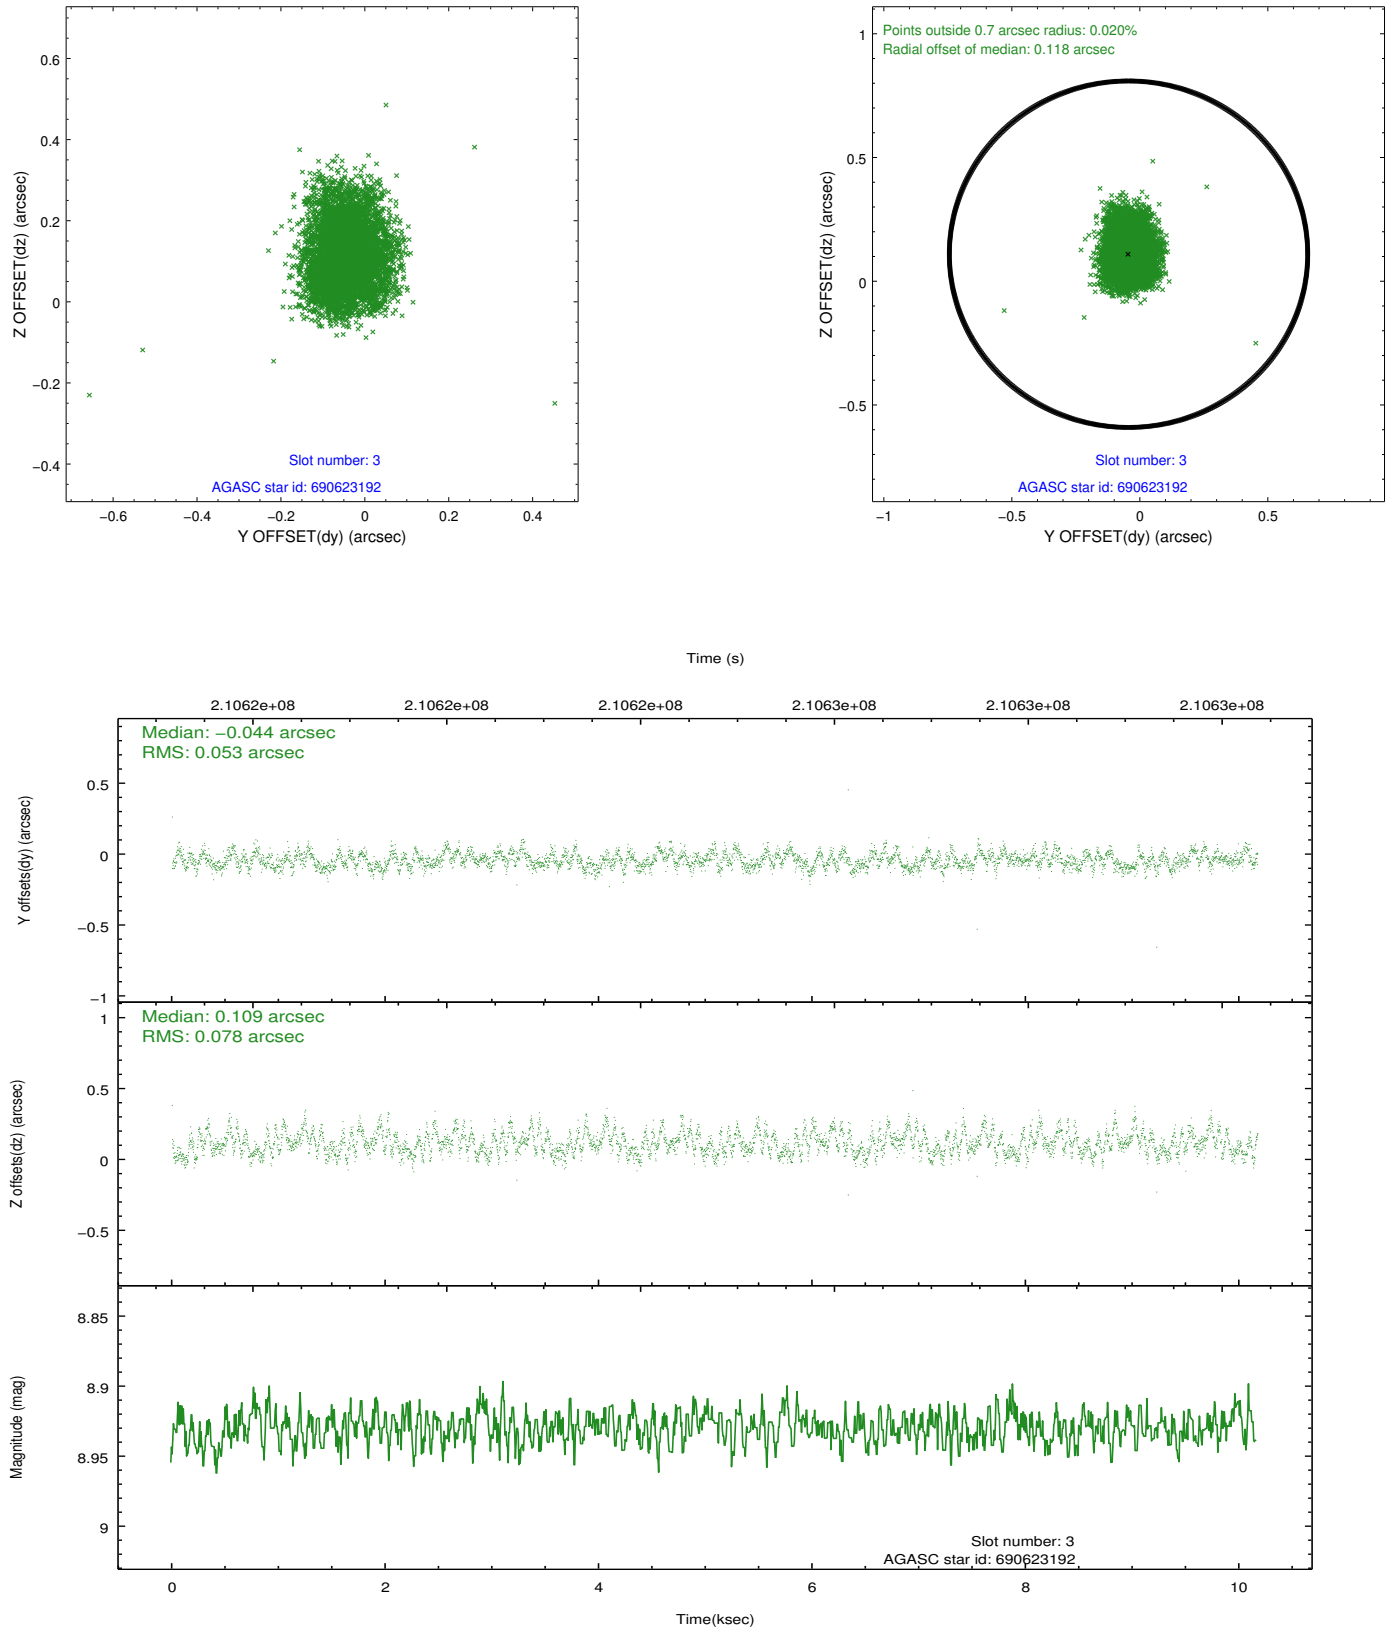 0.6
0.4
0.2
0
−0.2
−0.4
Z OFFSET(dz) (arcsec)
Slot number: 3
AGASC star id: 690623192
−0.6 −0.4 −0.2 0 0.2 0.4
Y OFFSET(dy) (arcsec)
Points outside 0.7 arcsec radius: 0.020%
Radial offset of median: 0.118 arcsec
1
0.5
0
−0.5
Z OFFSET(dz) (arcsec)
Slot number: 3
AGASC star id: 690623192
−1 −0.5 0 0.5
Y OFFSET(dy) (arcsec)
Time (s)
2.1062e+08 2.1062e+08 2.1062e+08 2.1063e+08 2.1063e+08 2.1063e+08
Median: −0.044 arcsec
RMS: 0.053 arcsec
0.5
0
−0.5
−1
Y offsets(dy) (arcsec)
Median: 0.109 arcsec
RMS: 0.078 arcsec
1
0.5
0
−0.5
Z offsets(dz) (arcsec)
8.85
8.9
8.95
9
Magnitude (mag)
Slot number: 3
AGASC star id: 690623192
0 2 4 6 8 10
Time(ksec)